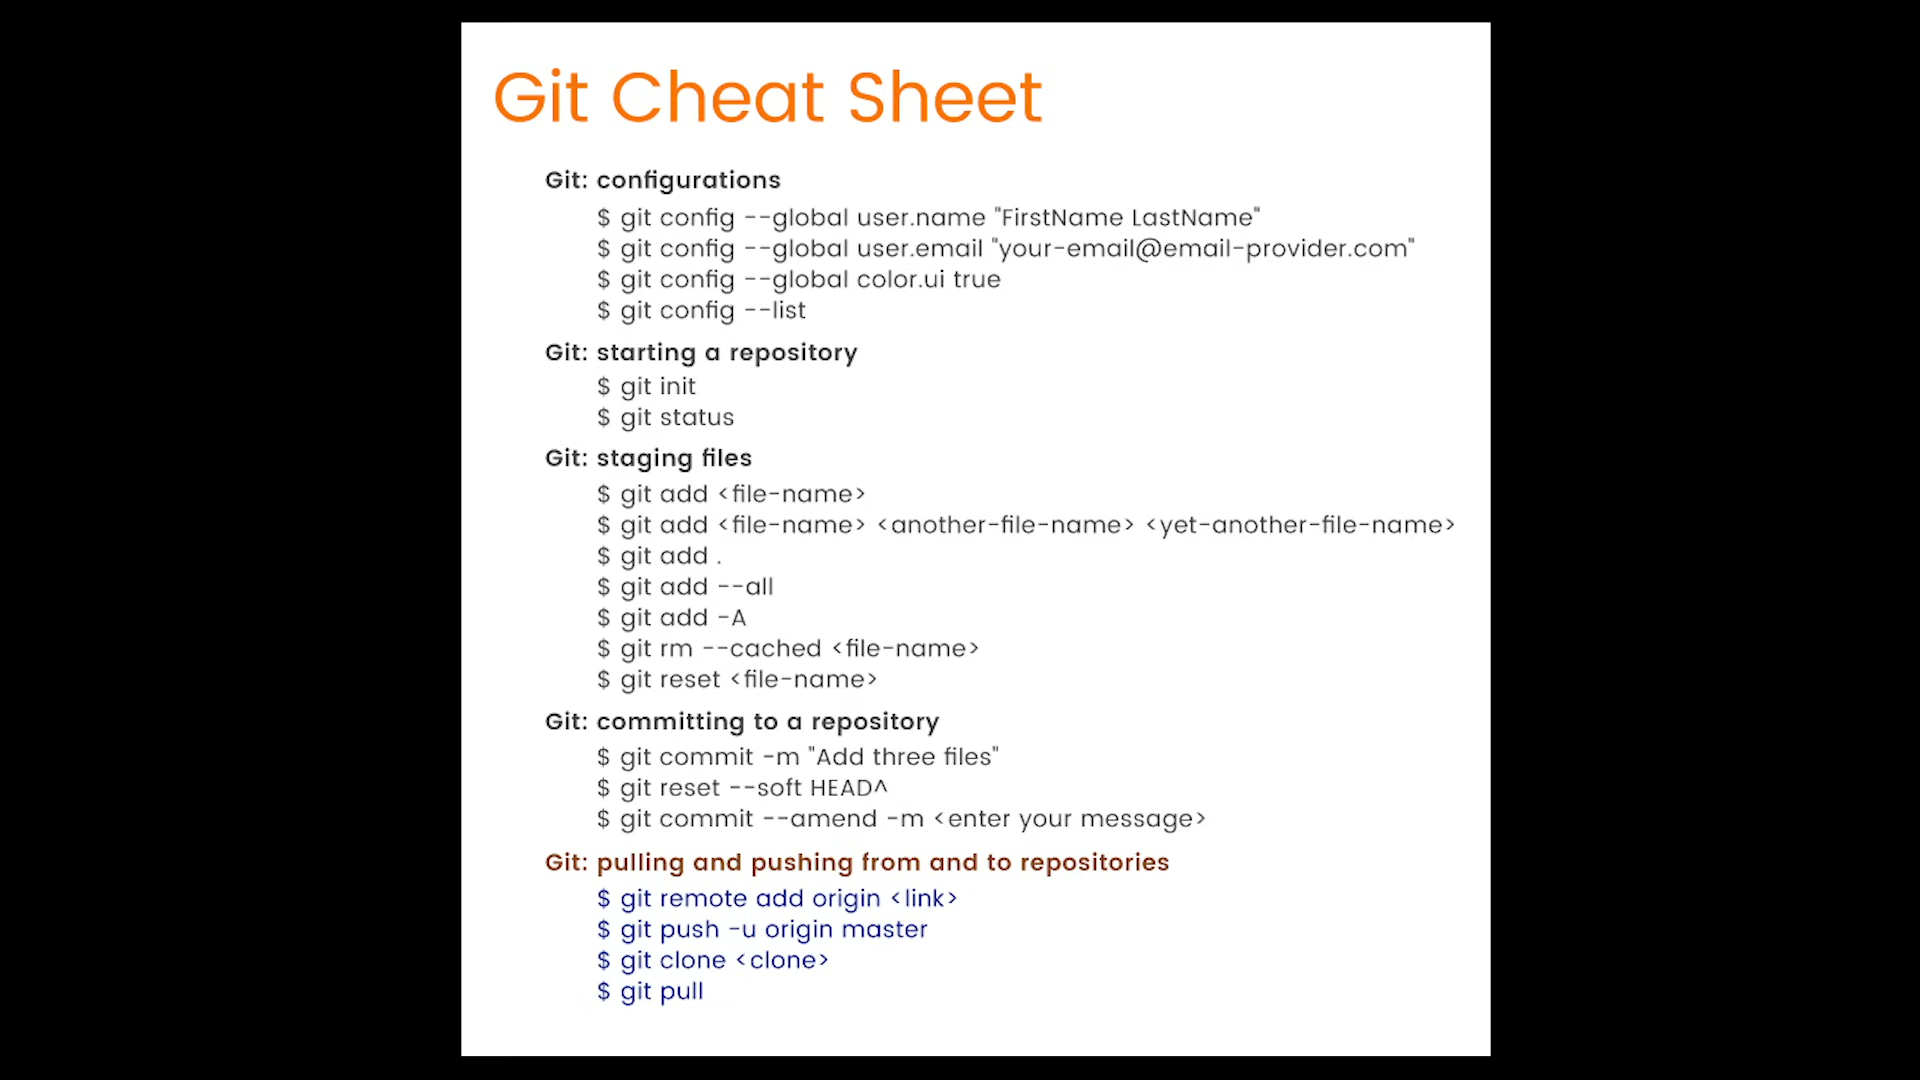 Git Cheat Sheet
Git: configurations
$ git config --global user.name "FirstName LastName"
$ git config --global user.email "your-email@email-provider.com"
$ git config --global color.ui true
$ git config --list
Git: starting a repository
$ git init
$ git status
Git: staging files
$ git add <file-name>
$ git add <file-name> <another-file-name> <yet-another-file-name>
$ git add .
$ git add --all
$ git add -A
$ git rm --cached <file-name>
$ git reset <file-name>
Git: committing to a repository
$ git commit -m "Add three files"
$ git reset --soft HEAD^
$ git commit --amend -m <enter your message>
Git: pulling and pushing from and to repositories
$ git remote add origin <link>
$ git push -u origin master
$ git clone <clone>
$ git pull